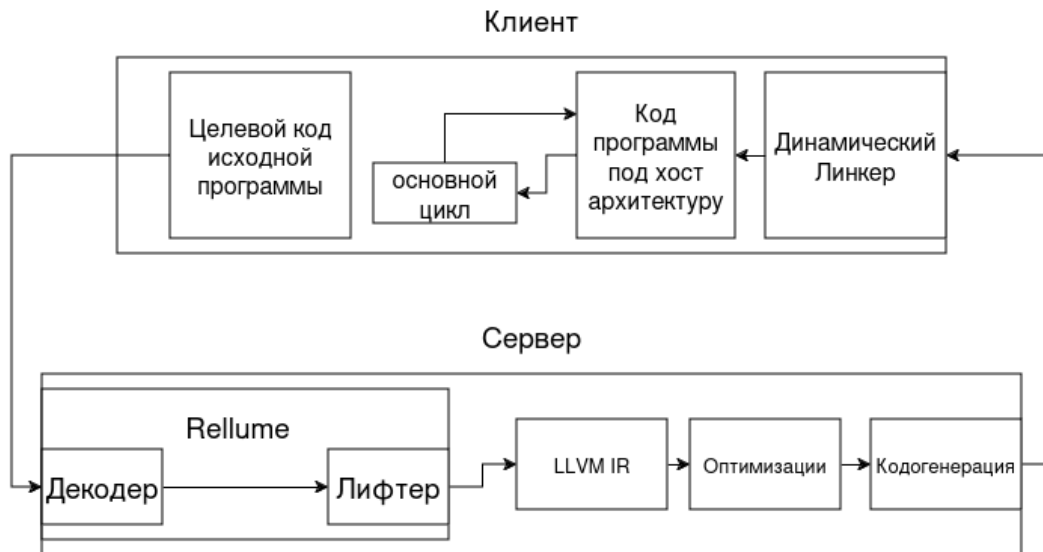 Клиент
Целевой код
исходной
программы
основной
цикл
Код
программы
под хост
архитектуру
Динамический
Линкер
Сервер
Rellume
Декодер
Лифтер
LLVM IR
Оптимизации
Кодогенерация